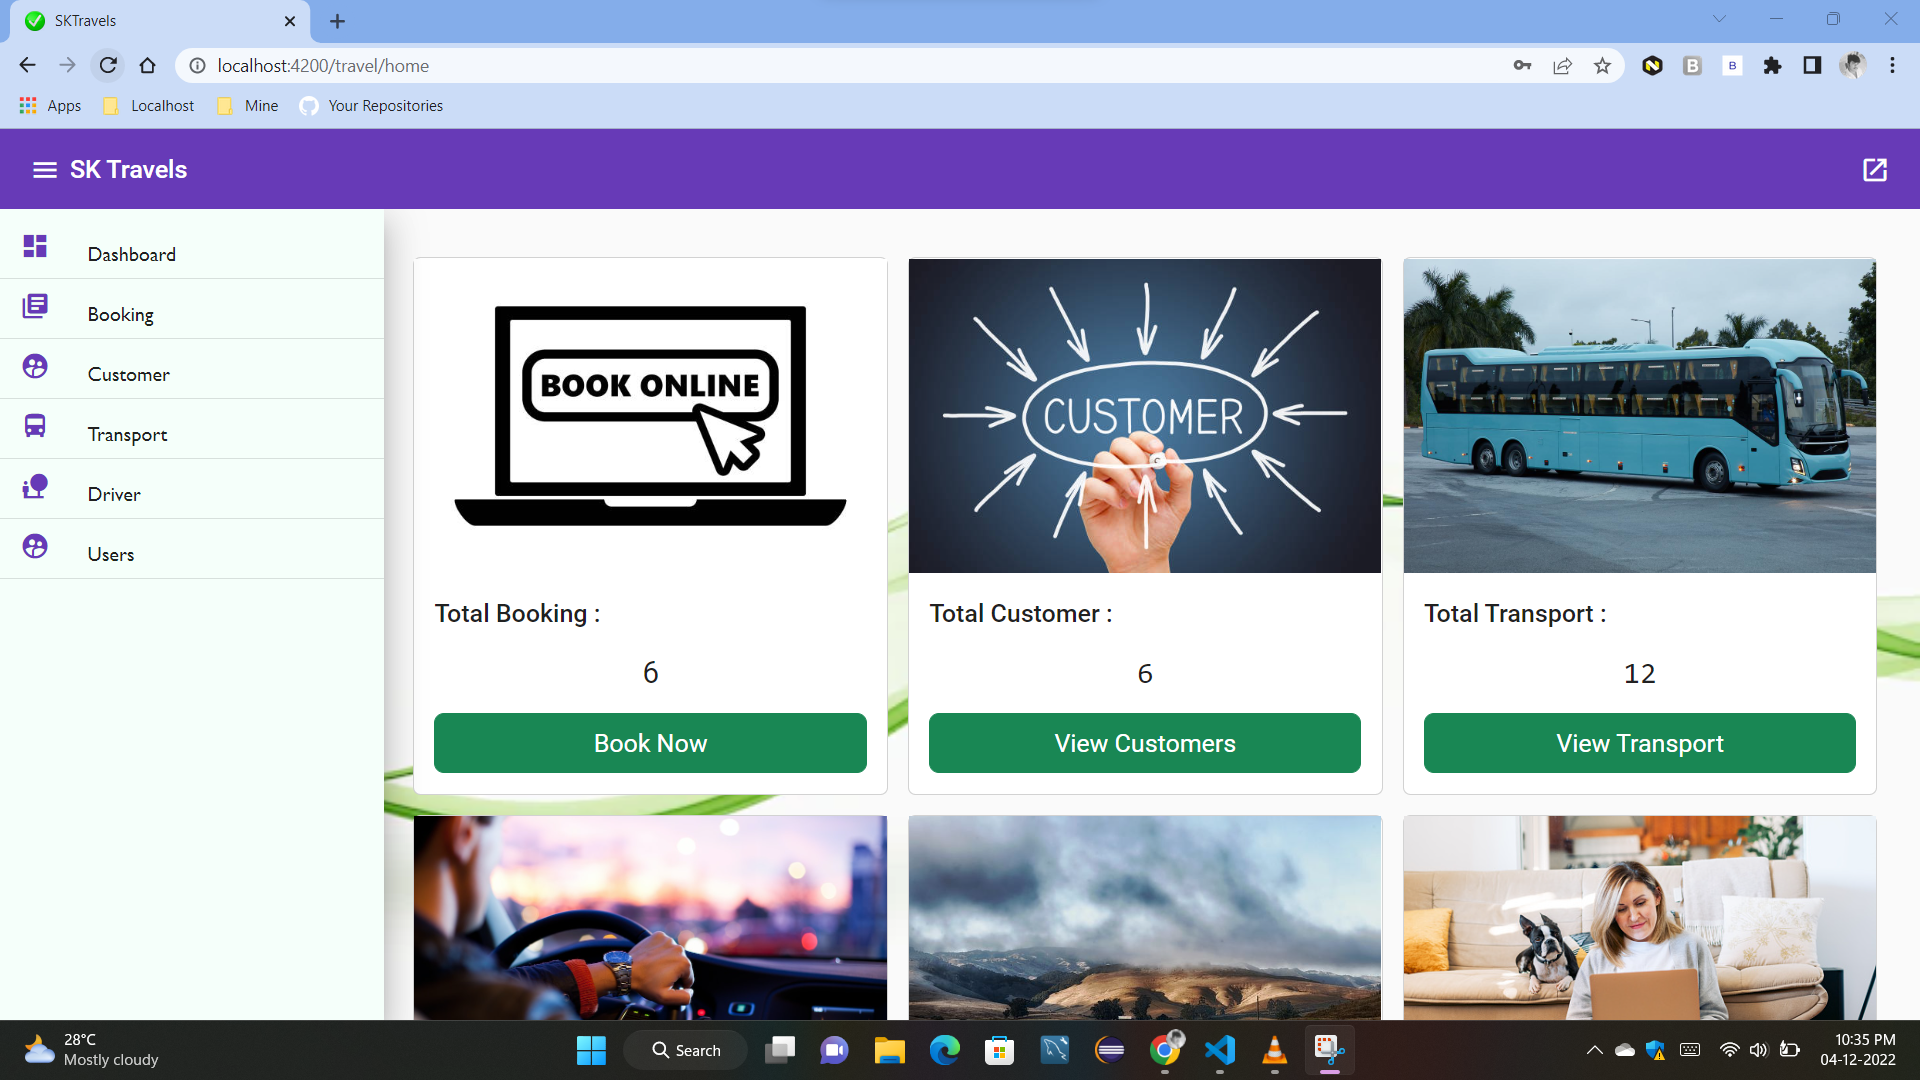 SKTravels
localhost:4200/travel/home
Apps
Localhost
Mine
Your Repositories
SK Travels
Dashboard
Booking
Customer
Transport
Driver
Users
BOOK ONLINE
CUSTOMER
Total Booking :
6
Book Now
Total Customer :
6
View Customers
Total Transport :
12
View Transport
28°C
Mostly cloudy
Search
10:35 PM
04-12-2022